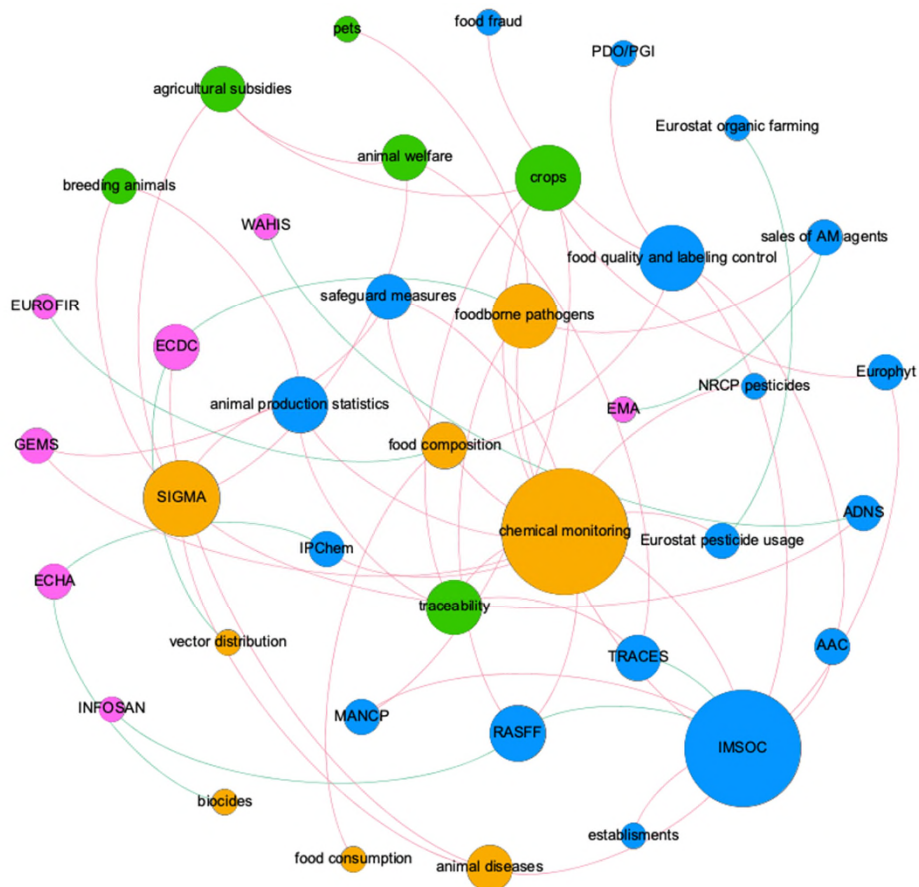 pets
food fraud
PDO/PGI
agricultural subsidies
Eurostat organic farming
animal welfare
crops
breeding animals
WAHIS
sales of AM agents
food quality and labeling control
safeguard measures
EUROFIR
foodborne pathogens
ECDC
Europhyt
NRCP pesticides
animal production statistics
EMA
GEMS
food composition
SIGMA
ADNS
chemical monitoring
Eurostat pesticide usage
IPChem
ECHA
traceability
vector distribution
AAC
TRACES
INFOSAN
MANCP
RASFF
IMSOC
biocides
establisments
food consumption
animal diseases